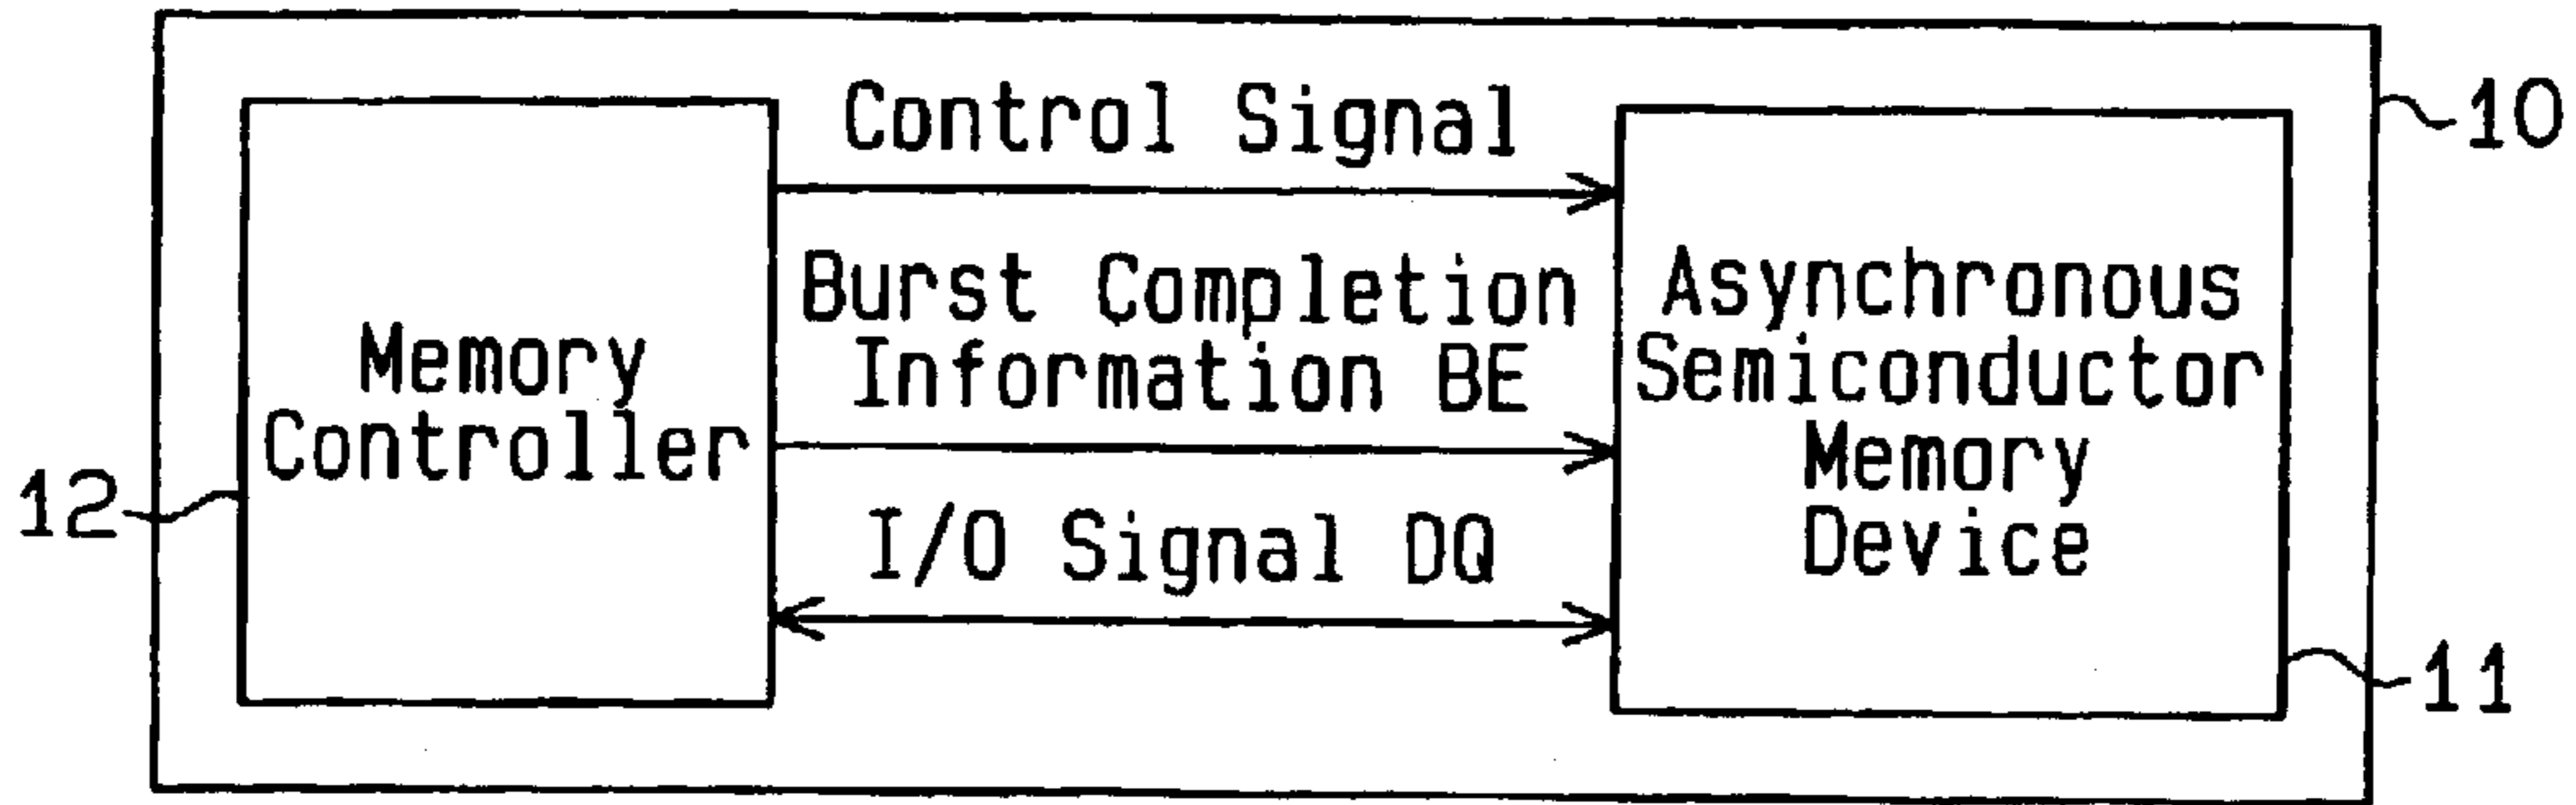 Control Signal
10
Burst Completion
Information BE
Memory
Controller
Asynchronous
Semiconductor
Memory
Device
12
I/O Signal DQ
11